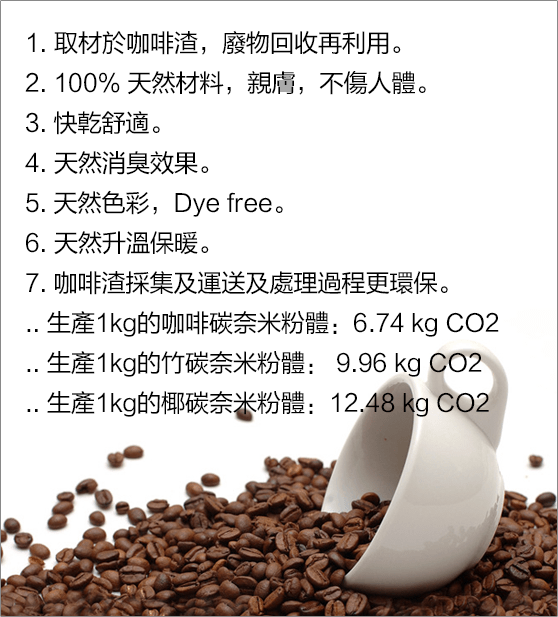 1. 取材於咖啡渣，廢物回收再利用。
2. 100% 天然材料，親膚，不傷人體。
3. 快乾舒適。
4. 天然消臭效果。
5. 天然色彩，Dye free。
6. 天然升溫保暖。
7. 咖啡渣採集及運送及處理過程更環保。
.. 生產1kg的咖啡碳奈米粉體：6.74 kg CO2
.. 生產1kg的竹碳奈米粉體： 9.96 kg CO2
.. 生產1kg的椰碳奈米粉體：12.48 kg CO2